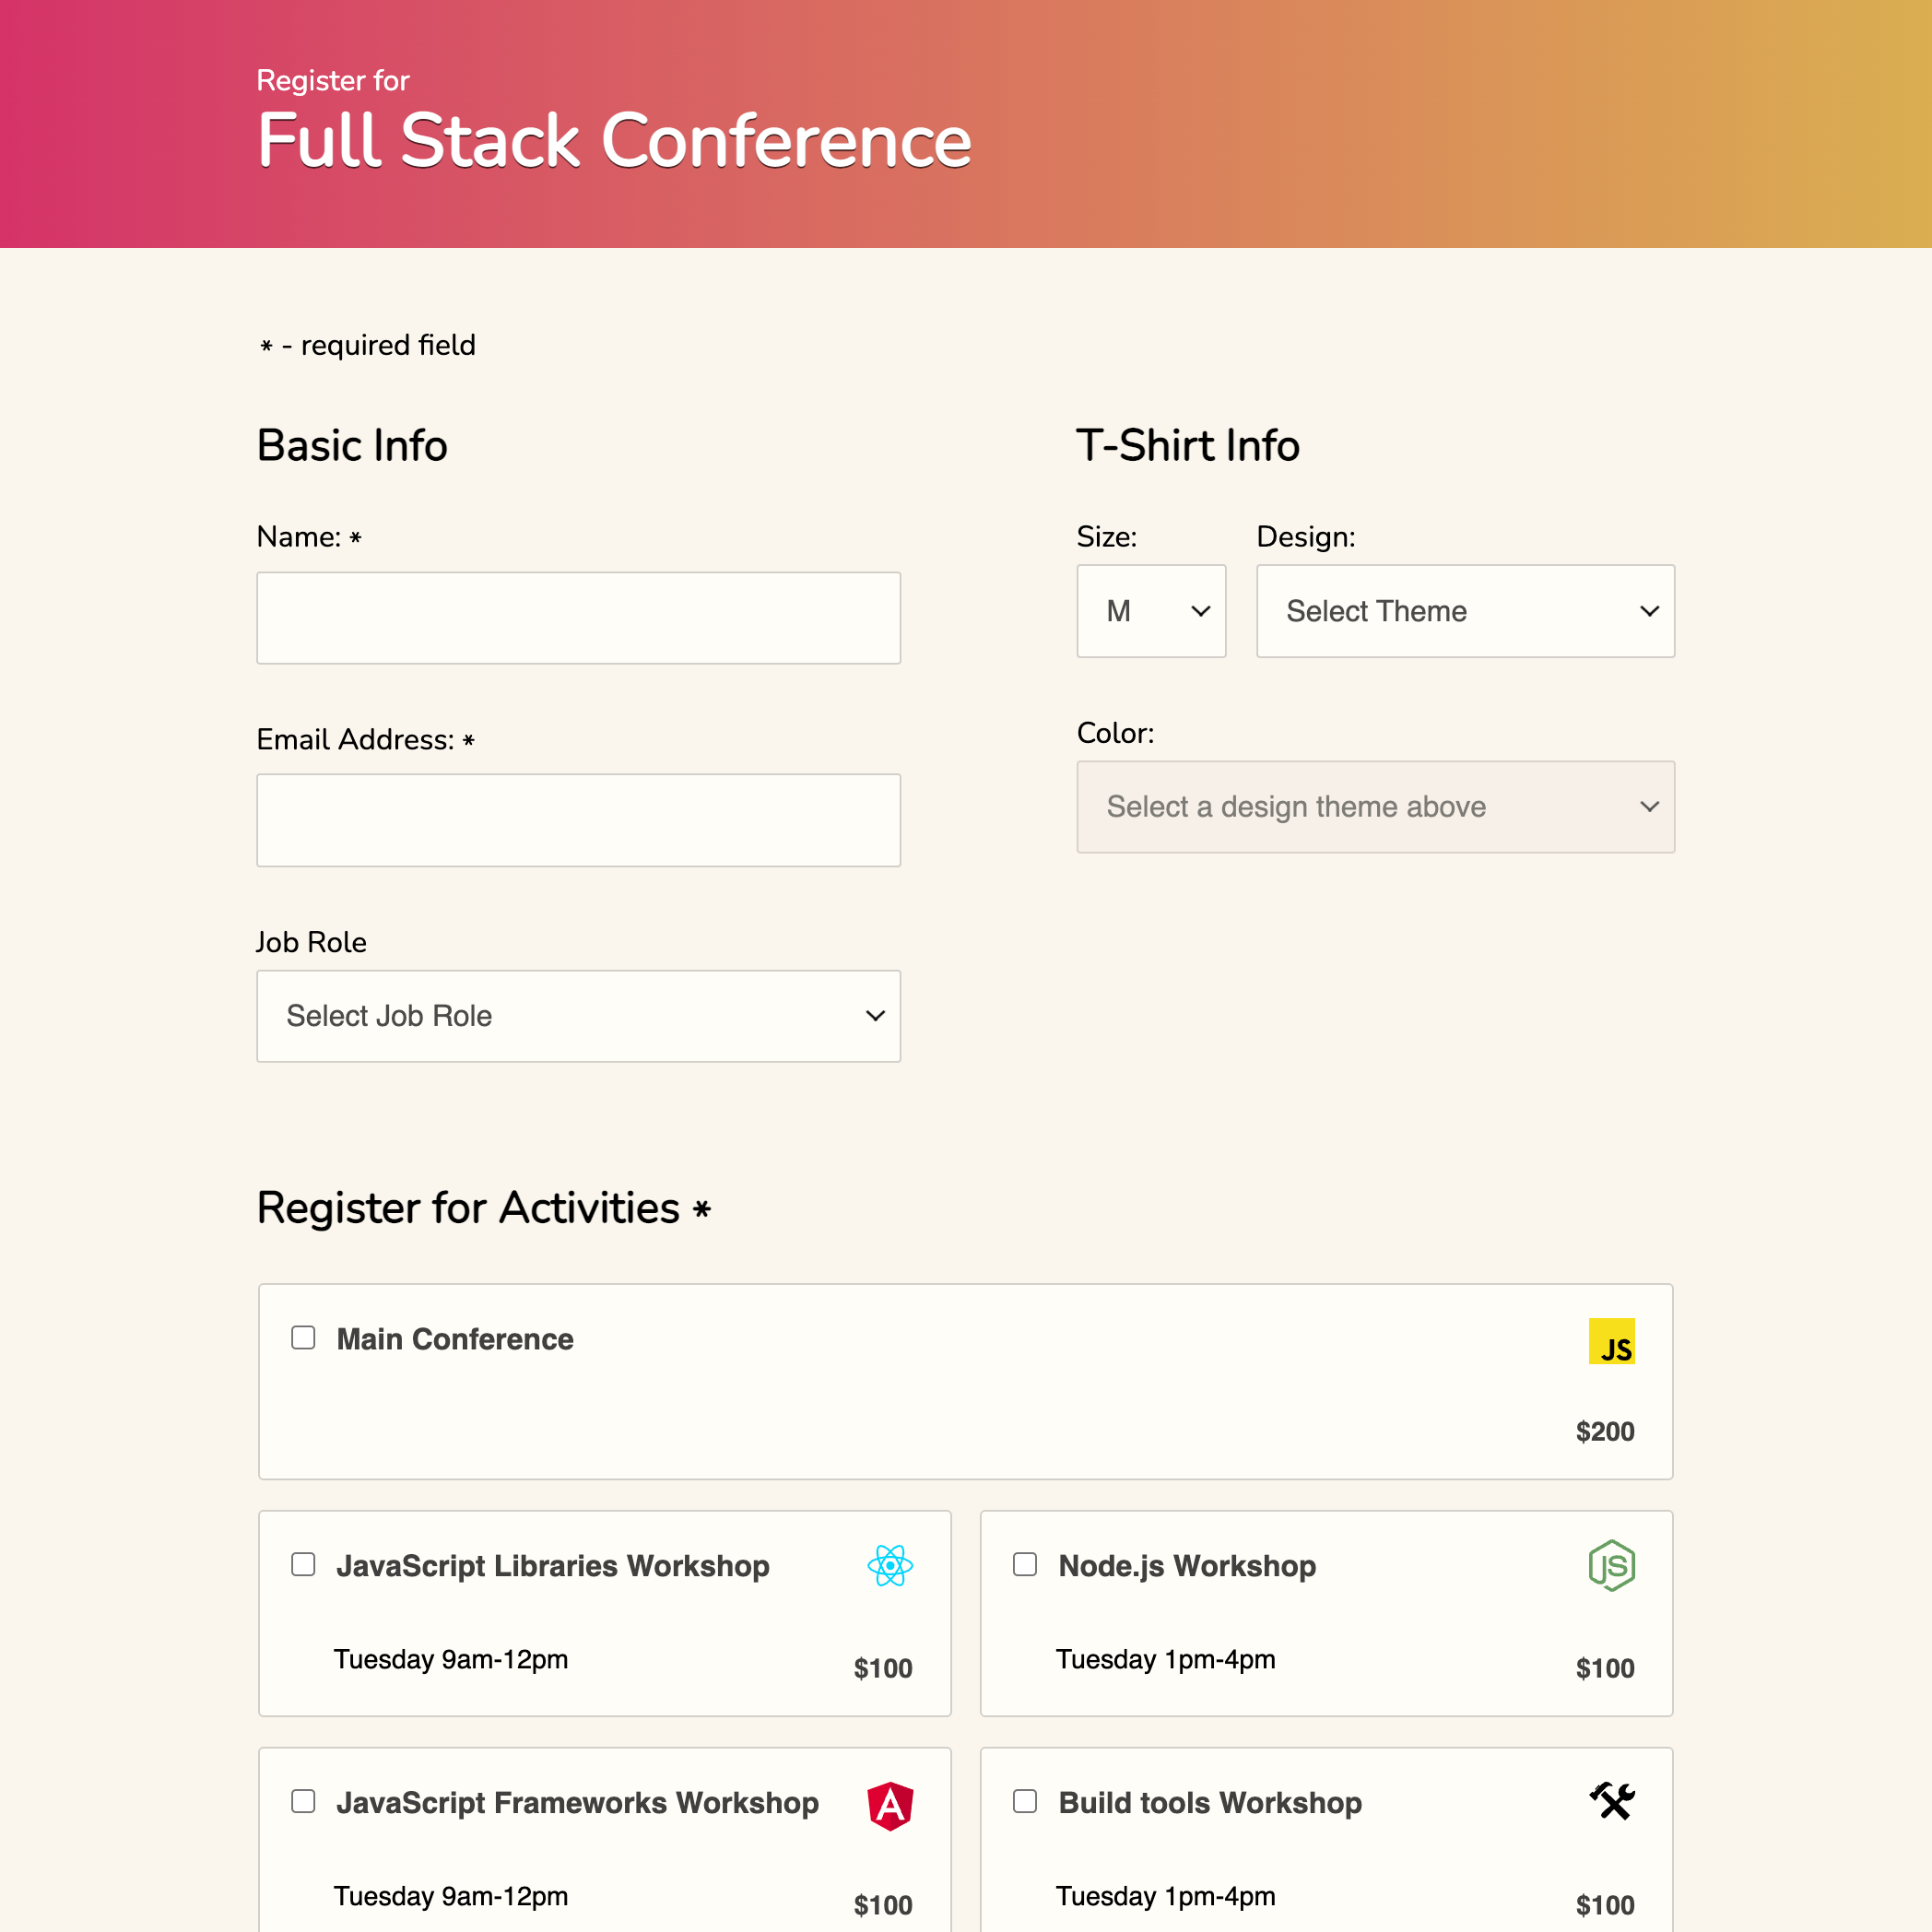 Register for
Full Stack Conference
* - required field
Basic Info
Name: *
Email Address: *
Job Role
Select Job Role
T-Shirt Info
Size:
M
Design:
Select Theme
Color:
Select a design theme above
Register for Activities *
Main Conference
JS
$200
JavaScript Libraries Workshop
Tuesday 9am-12pm
$100
Node.js Workshop
JS
Tuesday 1pm-4pm
$100
JavaScript Frameworks Workshop
A
Tuesday 9am-12pm
$100
Build tools Workshop
Tuesday 1pm-4pm
$100